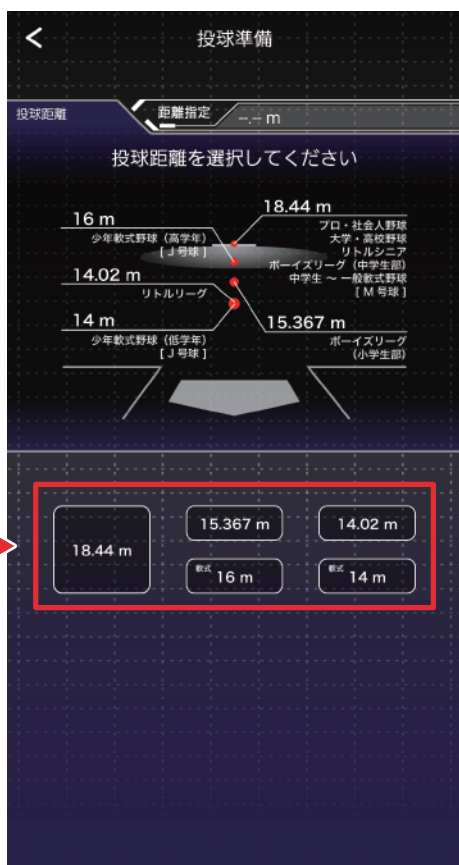 投球準備
投球距離
距離指定
-.-- m
投球距離を選択してください
16 m
少年軟式野球（高学年）
[ J 号球 ]
14.02 m
リトルリーグ
14 m
少年軟式野球（低学年）
[ J 号球 ]
18.44 m
プロ・社会人野球
大学・高校野球
リトルシニア
ボーイズリーグ（中学生部）
中学生 ～ 一般軟式野球
[ M 号球 ]
15.367 m
ボーイズリーグ
（小学生部）
18.44 m
15.367 m
14.02 m
軟式 16 m
軟式 14 m